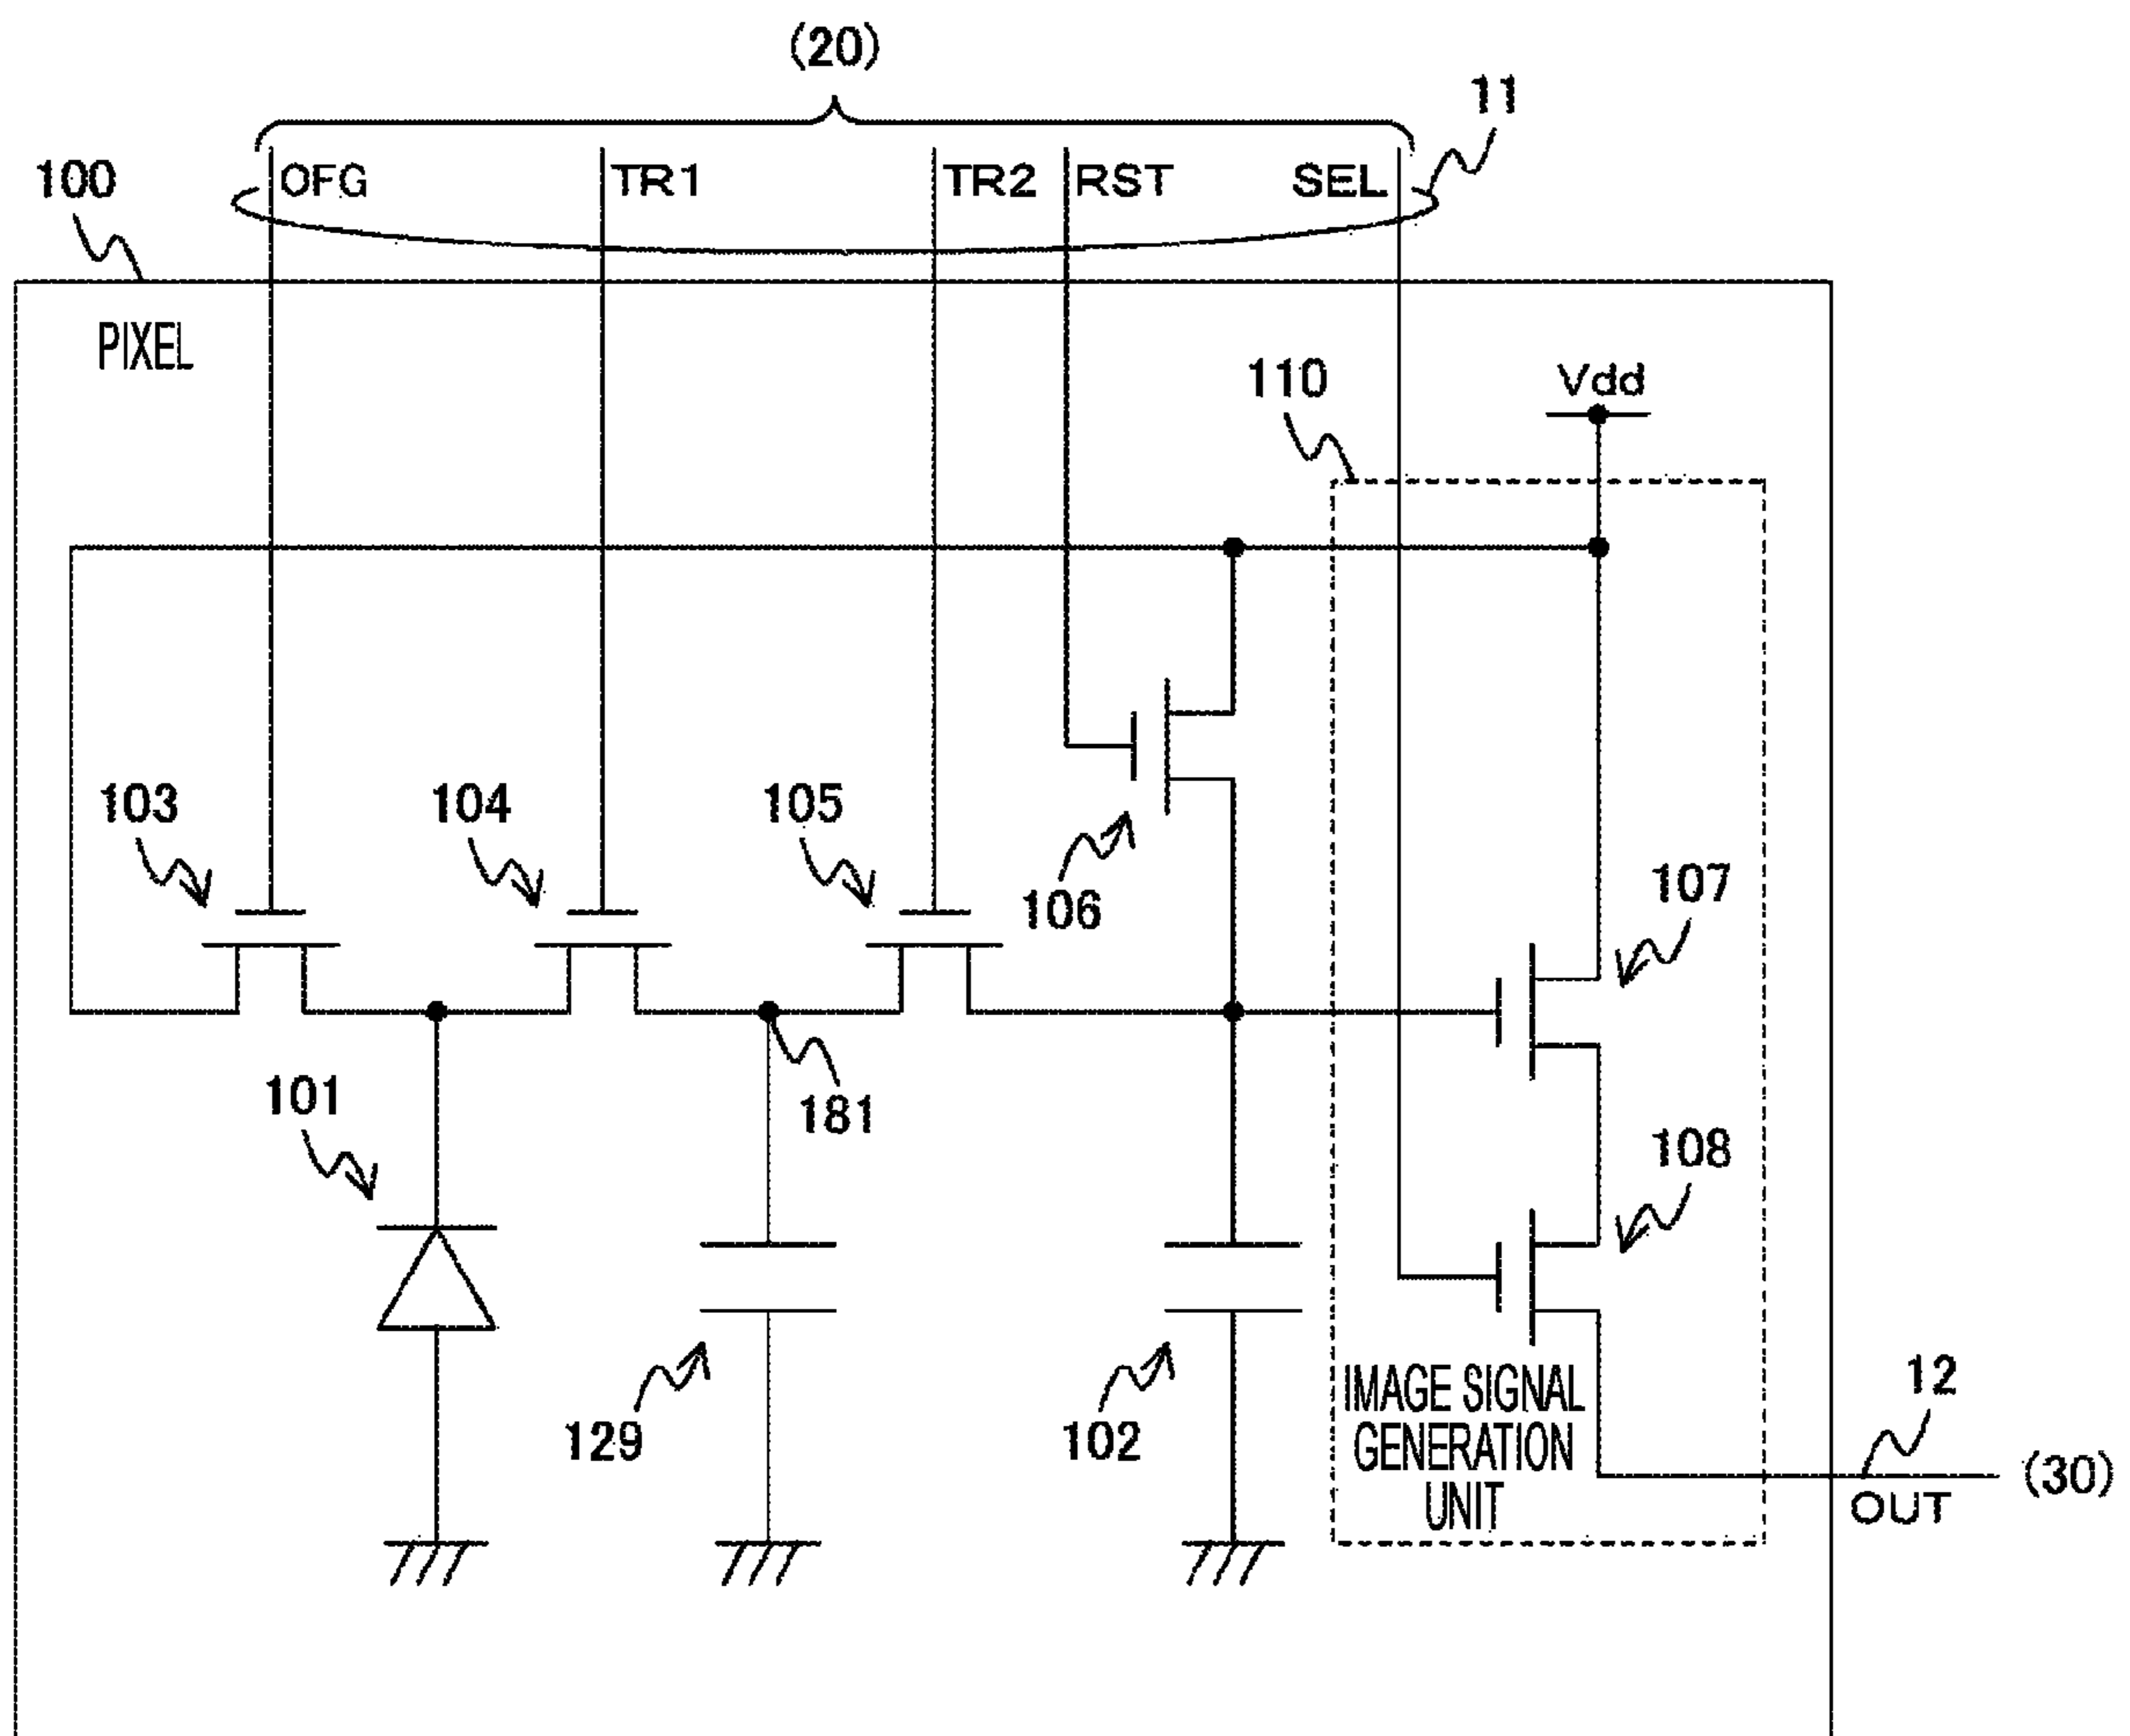 (20)
11
100
OFG
TR1
TR2
RST
SEL
PIXEL
110
Vdd
103
104
105
106
107
101
181
108
129
102
IMAGE SIGNAL
GENERATION
UNIT
12
(30)
OUT